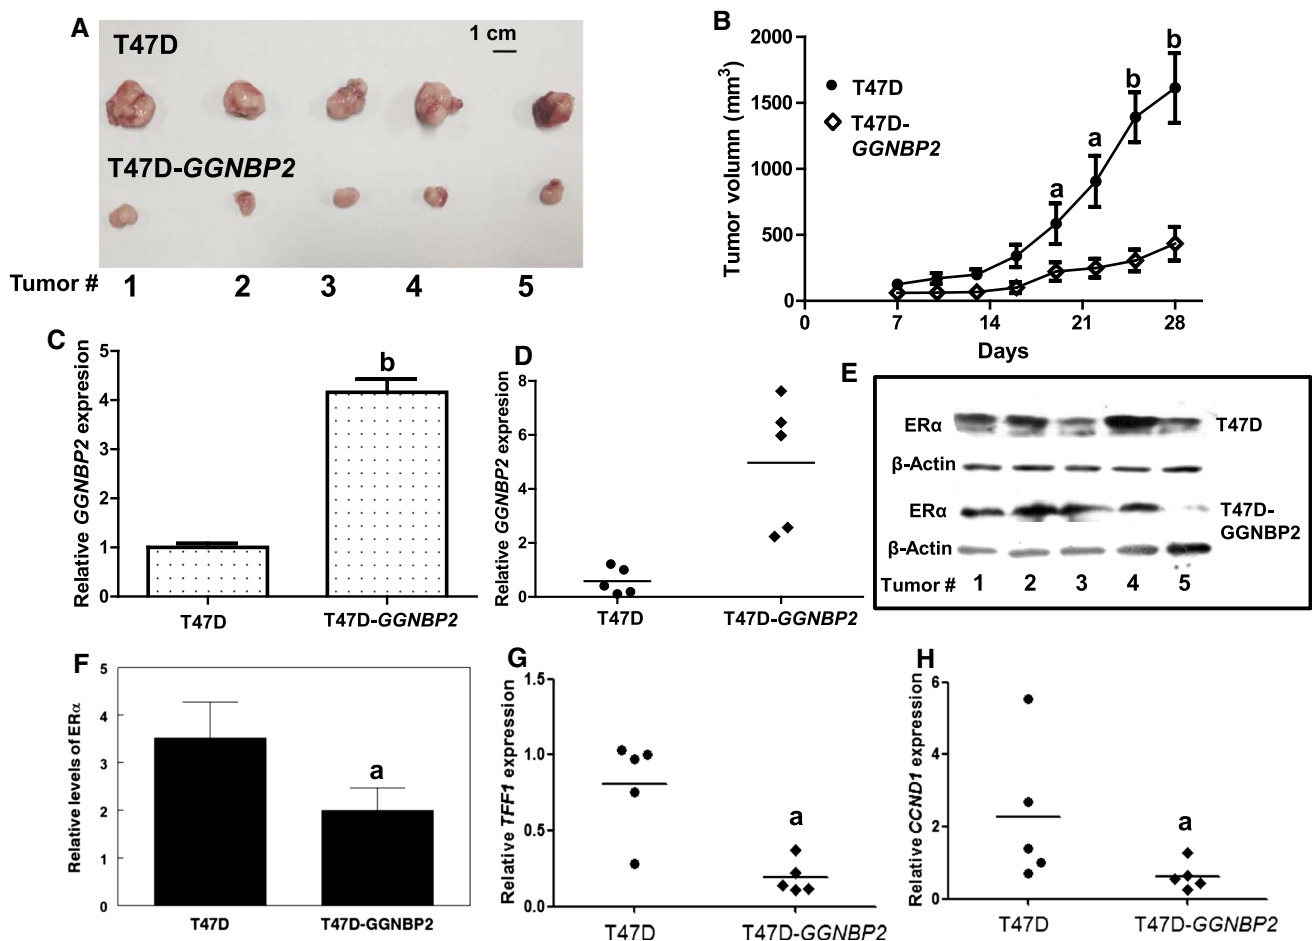 A
T47D
1 cm
T47D-GGNBP2
Tumor # 1 2 3 4 5
B
Tumor volumn (mm³)
2000
1500
1000
500
0
0 7 14 21 28
Days
T47D
T47D-
GGNBP2
a
a
b
b
C
Relative GGNBP2 expresion
5
4
3
2
1
0
b
T47D T47D-GGNBP2
D
Relative GGNBP2 expresion
8
6
4
2
0
T47D T47D-GGNBP2
E
ERα T47D
β-Actin
ERα T47D-
GGNBP2
β-Actin
Tumor # 1 2 3 4 5
F
Relative levels of ERα
5
4
3
2
1
0
a
T47D T47D-GGNBP2
G
Relative TFF1 expression
1.5
1.0
0.5
0.0
a
T47D T47D-GGNBP2
H
Relative CCND1 expression
6
4
2
0
a
T47D T47D-GGNBP2